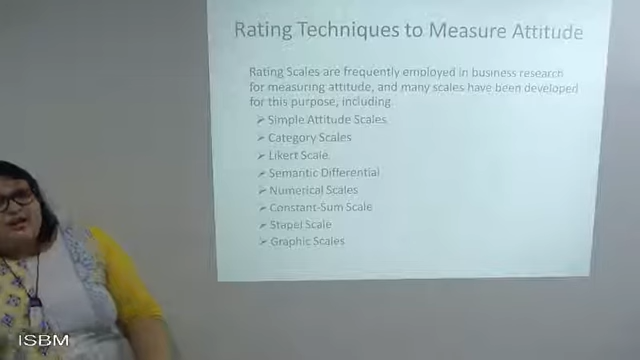 Rating Techniques to Measure Attitude
Rating Scales are frequently employed in business research
for measuring attitude, and many scales have been developed
for this purpose, including.
➢ Simple Attitude Scales
➢ Category Scales
➢ Likert Scale
➢ Semantic Differential
➢ Numerical Scales
➢ Constant-Sum Scale
➢ Stapel Scale
➢ Graphic Scales
ISBM